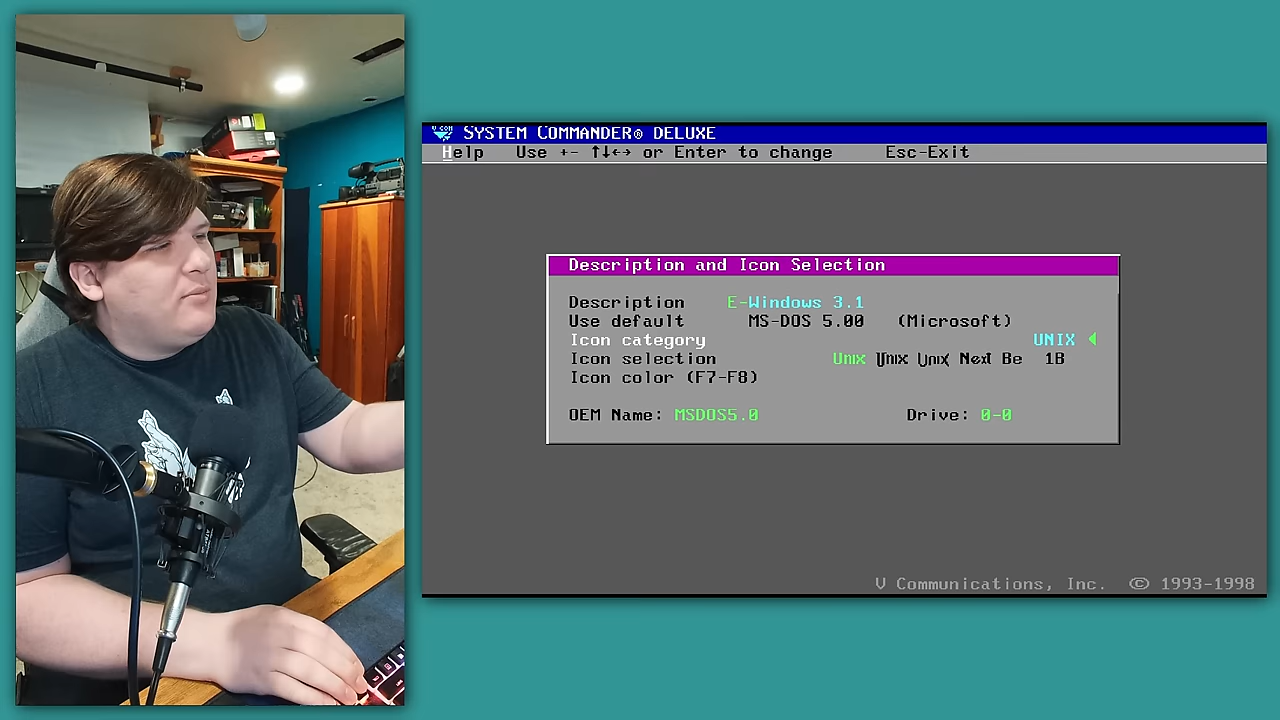 V COM SYSTEM COMMANDER® DELUXE
Help Use +- ↑↓←→ or Enter to change Esc-Exit
Description and Icon Selection
Description E-Windows 3.1
Use default MS-DOS 5.00 (Microsoft)
Icon category UNIX
Icon selection Unix Unix Unix Next Be 1B
Icon color (F7-F8)
OEM Name: MSDOS5.0 Drive: 0-0
V Communications, Inc. © 1993-1998